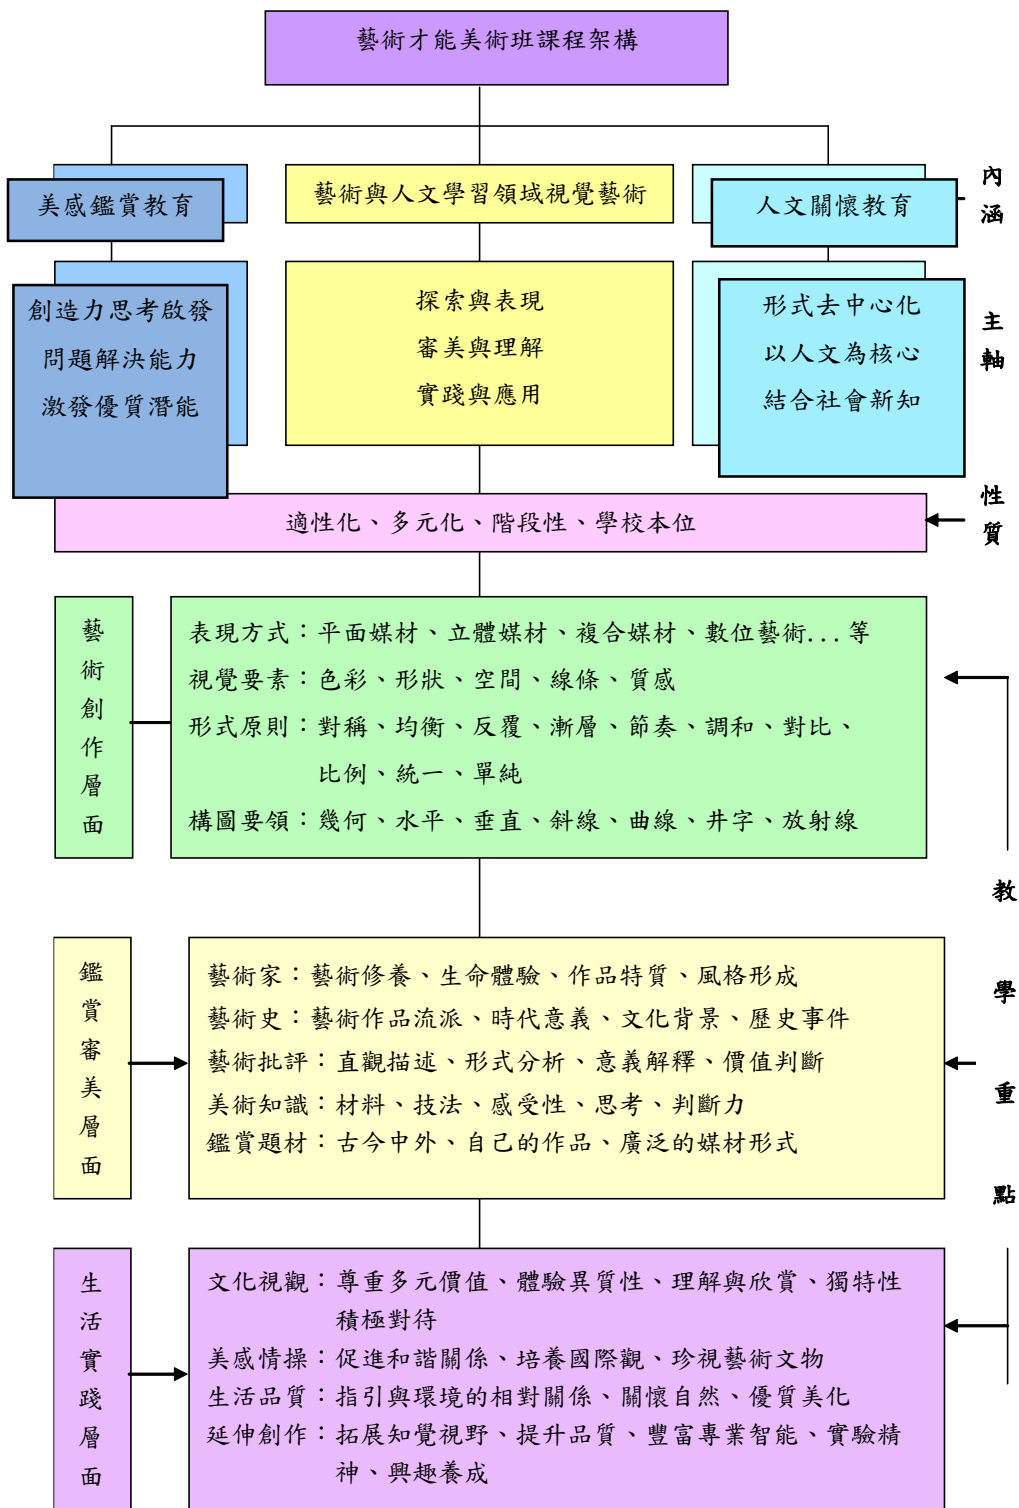 藝術才能美術班課程架構
美感鑑賞教育
藝術與人文學習領域視覺藝術
人文關懷教育
內涵
創造力思考啟發
問題解決能力
激發優質潛能
探索與表現
審美與理解
實踐與應用
形式去中心化
以人文為核心
結合社會新知
主軸
適性化、多元化、階段性、學校本位
性質
藝術創作層面
表現方式：平面媒材、立體媒材、複合媒材、數位藝術...等
視覺要素：色彩、形狀、空間、線條、質感
形式原則：對稱、均衡、反覆、漸層、節奏、調和、對比、
比例、統一、單純
構圖要領：幾何、水平、垂直、斜線、曲線、井字、放射線
教學重點
鑑賞審美層面
藝術家：藝術修養、生命體驗、作品特質、風格形成
藝術史：藝術作品流派、時代意義、文化背景、歷史事件
藝術批評：直觀描述、形式分析、意義解釋、價值判斷
美術知識：材料、技法、感受性、思考、判斷力
鑑賞題材：古今中外、自己的作品、廣泛的媒材形式
生活實踐層面
文化視觀：尊重多元價值、體驗異質性、理解與欣賞、獨特性
積極對待
美感情操：促進和諧關係、培養國際觀、珍視藝術文物
生活品質：指引與環境的相對關係、關懷自然、優質美化
延伸創作：拓展知覺視野、提升品質、豐富專業智能、實驗精
神、興趣養成